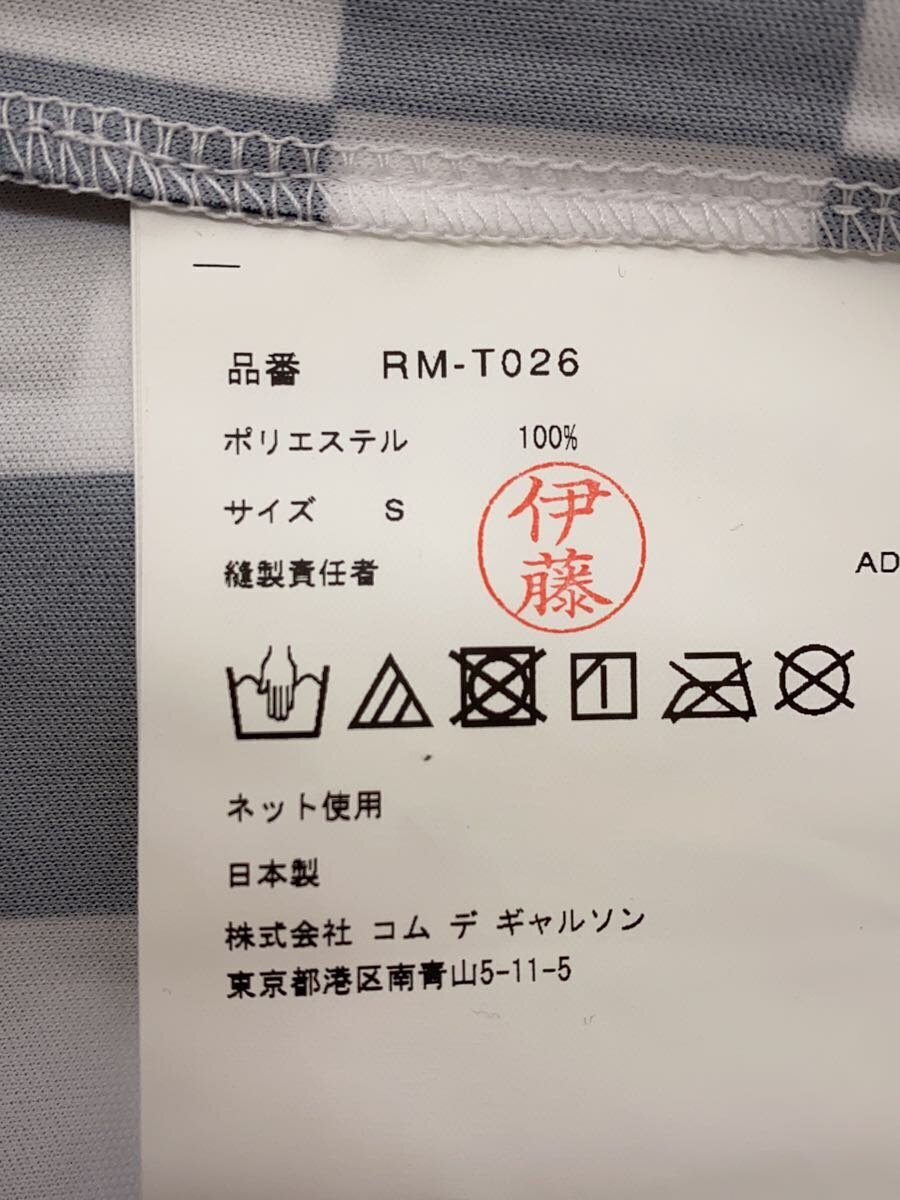 品番 RM-T026
ポリエステル 100%
サイズ S
伊藤
縫製責任者
AD
ネット使用
日本製
株式会社 コム デ ギャルソン
東京都港区南青山5-11-5